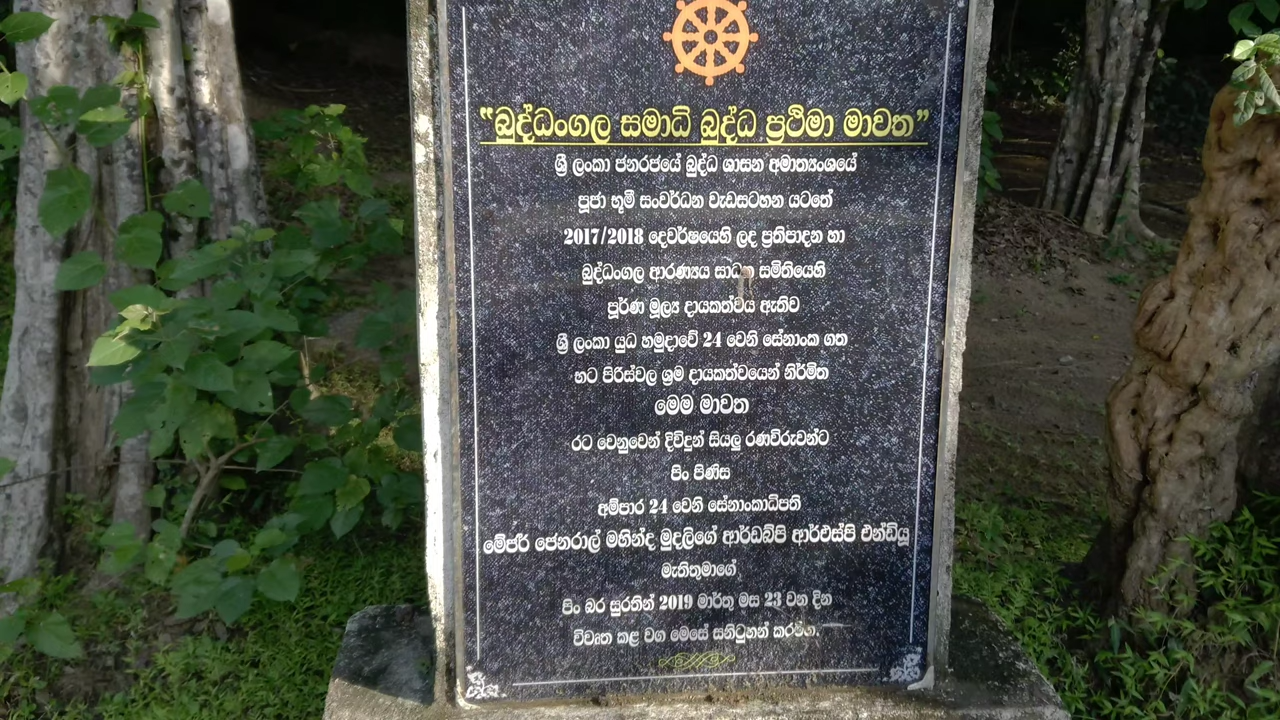 "බුද්ධංගල සමාධි බුද්ධ ප්‍රථිමා මාවත"
ශ්‍රී ලංකා ජනරජයේ බුද්ධ ශාසන අමාත්‍යංශයේ
පූජා භූමි සංවර්ධන වැඩසටහන යටතේ
2017/2018 දෙවර්ෂයෙහි ලද ප්‍රතිපාදන හා
බුද්ධංගල ආරණ්‍යය සාධක සමිතියෙහි
පූර්ණ මූල්‍ය දායකත්වය ඇතිව
ශ්‍රී ලංකා යුධ හමුදාවේ 24 වෙනි සේනාංක ගත
භට පිරිස්වල ශ්‍රම දායකත්වයෙන් නිර්මිත
මෙම මාවත
රට වෙනුවෙන් දිවිදුන් සියලු රණවිරුවන්ට
පිං පිණිස
අම්පාර 24 වෙනි සේනාංකාධිපති
මේජර් ජෙනරාල් මහින්ද මුදලිගේ ආර්ඩබ්පි ආර්එස්පි එන්ඩියූ
මැතිතුමාගේ
පිං බර සුරතින් 2019 මාර්තු මස 23 වන දින
විවෘත කළ වග මෙසේ සනිටුහන් කරමහ.